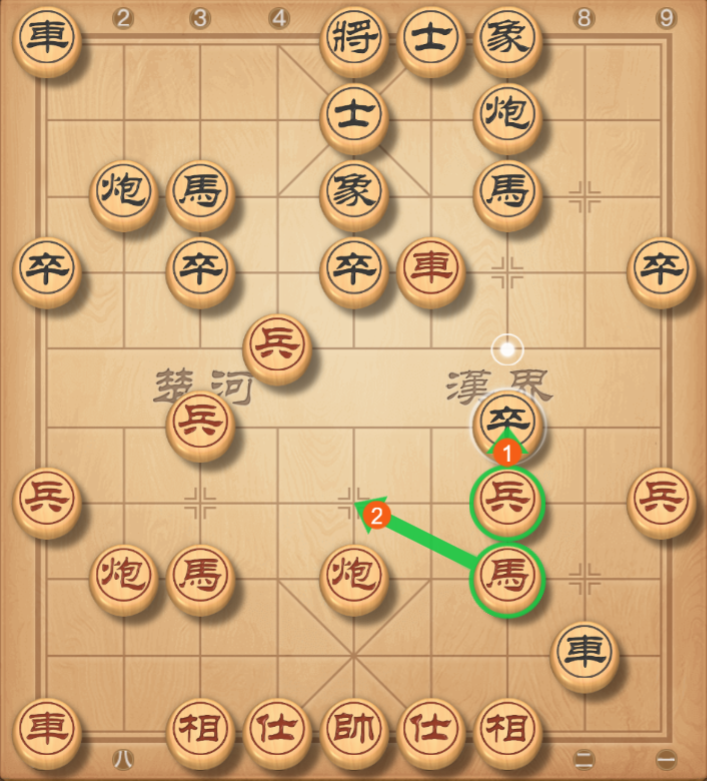 2 3 4 8 9
車 將 士 象
士 炮
炮 馬 象 馬
卒 卒 卒 車 卒
兵
楚河 漢界
兵 卒
1
兵 兵 兵
2
炮 馬 炮 馬
車
車 相 仕 帥 仕 相
八 二 一